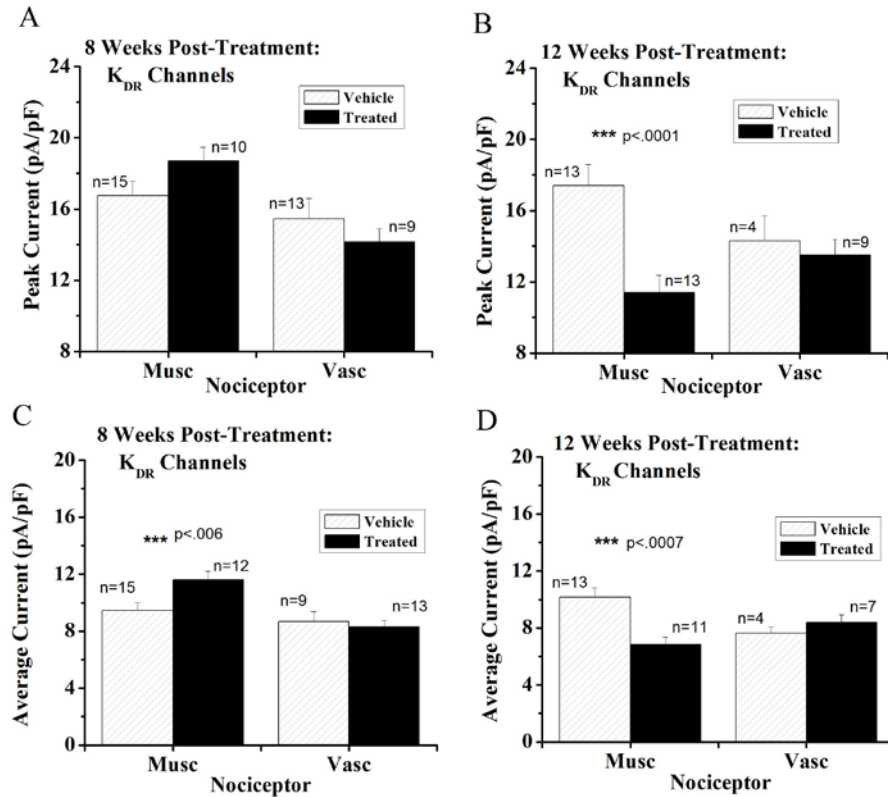 A
8 Weeks Post-Treatment:
K_DR Channels
Vehicle
Treated
24
20
16
12
8
Peak Current (pA/pF)
n=15
n=10
n=13
n=9
Musc
Vasc
Nociceptor
B
12 Weeks Post-Treatment:
K_DR Channels
Vehicle
Treated
*** p<.0001
24
20
16
12
8
Peak Current (pA/pF)
n=13
n=13
n=4
n=9
Musc
Vasc
Nociceptor
C
8 Weeks Post-Treatment:
K_DR Channels
Vehicle
Treated
*** p<.006
20
16
12
8
4
0
Average Current (pA/pF)
n=15
n=12
n=9
n=13
Musc
Vasc
Nociceptor
D
12 Weeks Post-Treatment:
K_DR Channels
Vehicle
Treated
*** p<.0007
20
16
12
8
4
0
Average Current (pA/pF)
n=13
n=11
n=4
n=7
Musc
Vasc
Nociceptor